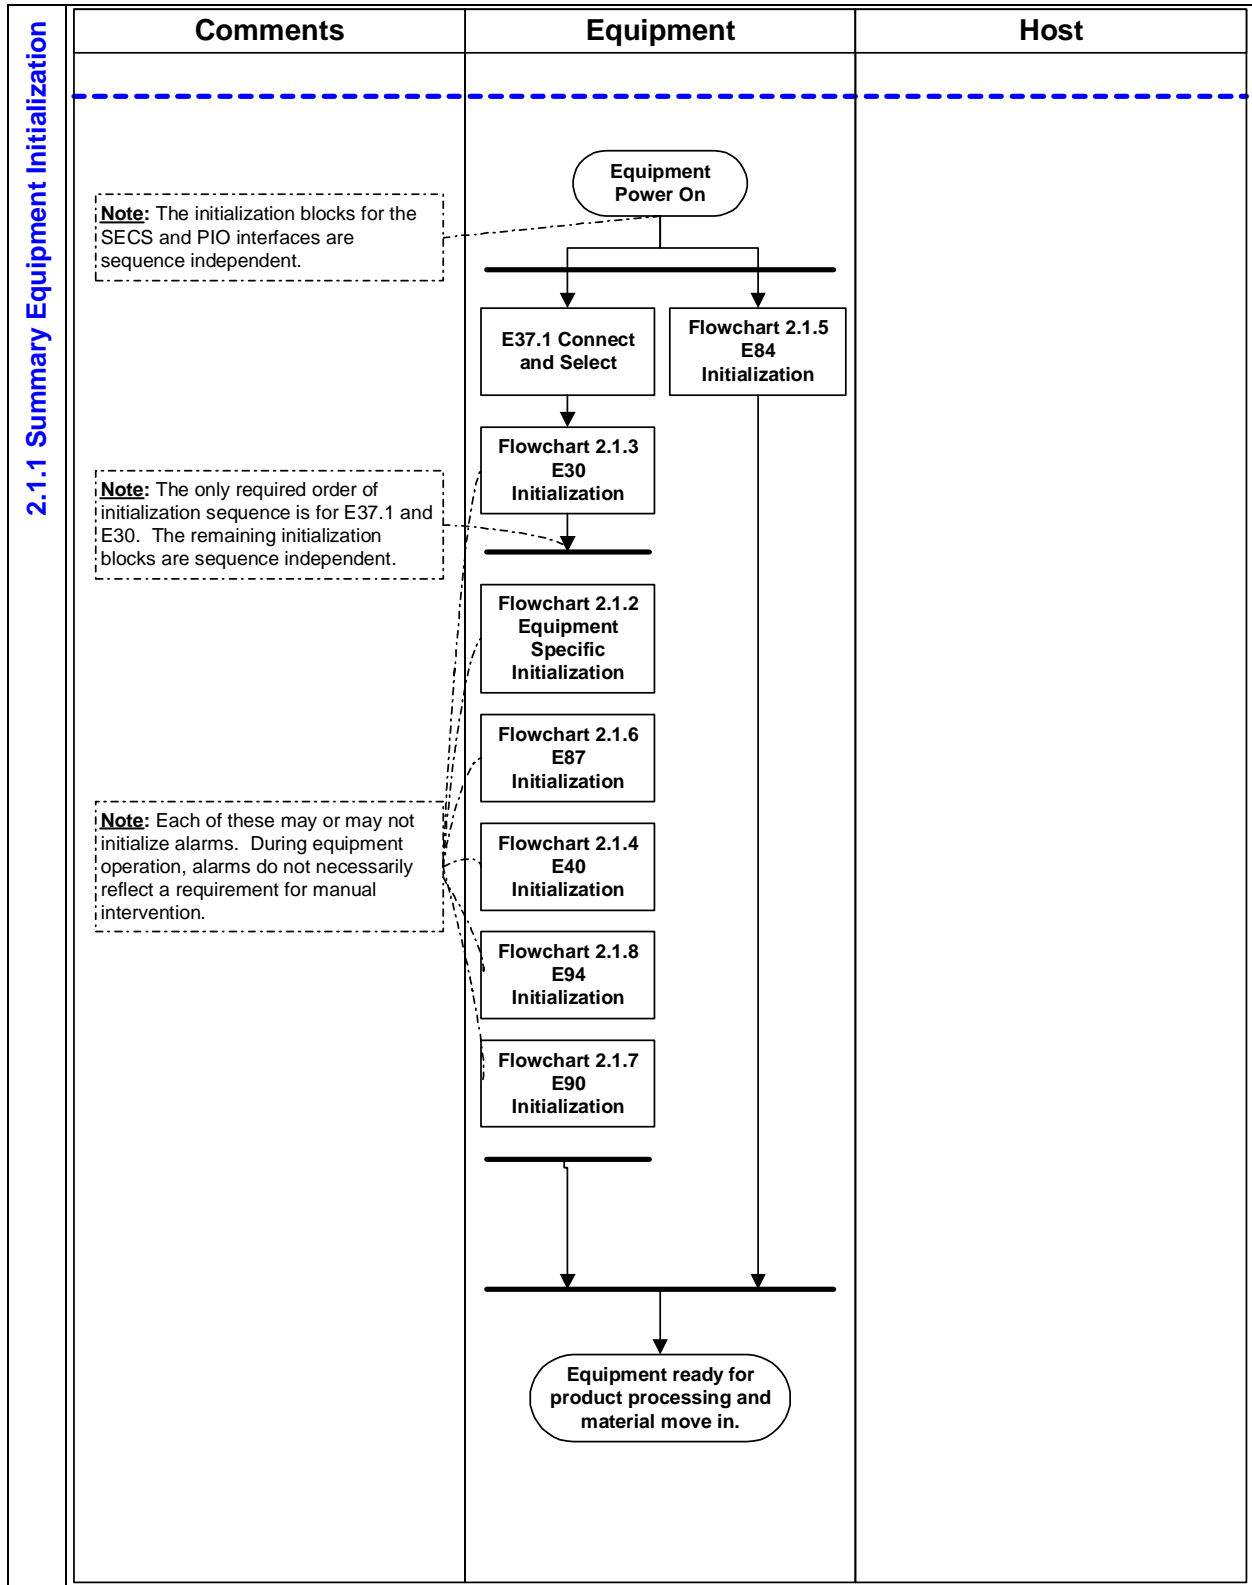 2.1.1 Summary Equipment Initialization
Comments
Equipment
Host
Equipment
Power On
Note: The initialization blocks for the
SECS and PIO interfaces are
sequence independent.
E37.1 Connect
and Select
Flowchart 2.1.5
E84
Initialization
Flowchart 2.1.3
E30
Initialization
Note: The only required order of
initialization sequence is for E37.1 and
E30. The remaining initialization
blocks are sequence independent.
Flowchart 2.1.2
Equipment
Specific
Initialization
Flowchart 2.1.6
E87
Initialization
Note: Each of these may or may not
initialize alarms. During equipment
operation, alarms do not necessarily
reflect a requirement for manual
intervention.
Flowchart 2.1.4
E40
Initialization
Flowchart 2.1.8
E94
Initialization
Flowchart 2.1.7
E90
Initialization
Equipment ready for
product processing and
material move in.